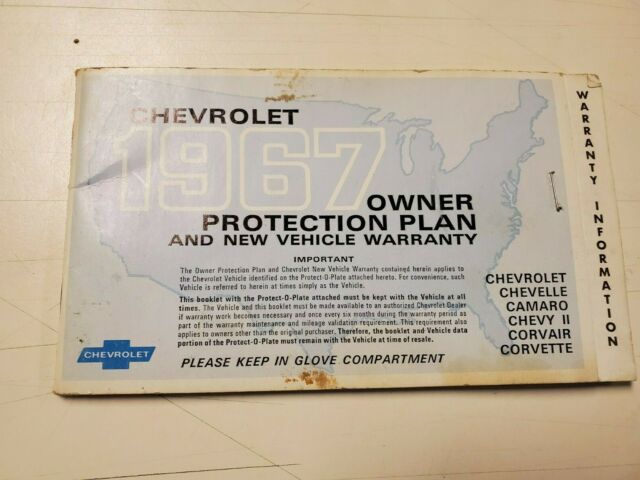 CHEVROLET
1967
OWNER
PROTECTION PLAN
AND NEW VEHICLE WARRANTY
IMPORTANT
The Owner Protection Plan and Chevrolet New Vehicle Warranty contained herein applies to
the Chevrolet Vehicle identified on the Protect-O-Plate attached hereto. For convenience, such
Vehicle is referred to herein at times simply as the Vehicle.
This booklet with the Protect-O-Plate attached must be kept with the Vehicle at all
times. The Vehicle and this booklet must be made available to an authorized Chevrolet Dealer
if warranty work becomes necessary and once every six months during the warranty period as
part of the warranty maintenance and mileage validation requirement. This requirement also
applies to owners other than the original purchaser. Therefore, the booklet and Vehicle data
portion of the Protect-O-Plate must remain with the Vehicle at time of resale.
PLEASE KEEP IN GLOVE COMPARTMENT
CHEVROLET
CHEVROLET
CHEVELLE
CAMARO
CHEVY II
CORVAIR
CORVETTE
WARRANTY INFORMATION